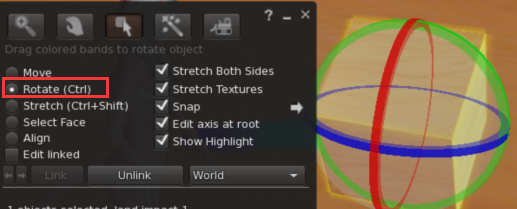 ? _ ×
Drag colored bands to rotate object
Move
Rotate (Ctrl)
Stretch (Ctrl+Shift)
Select Face
Align
Edit linked
Stretch Both Sides
Stretch Textures
Snap
Edit axis at root
Show Highlight
Link
Unlink
World
1 objects selected, land impact 1